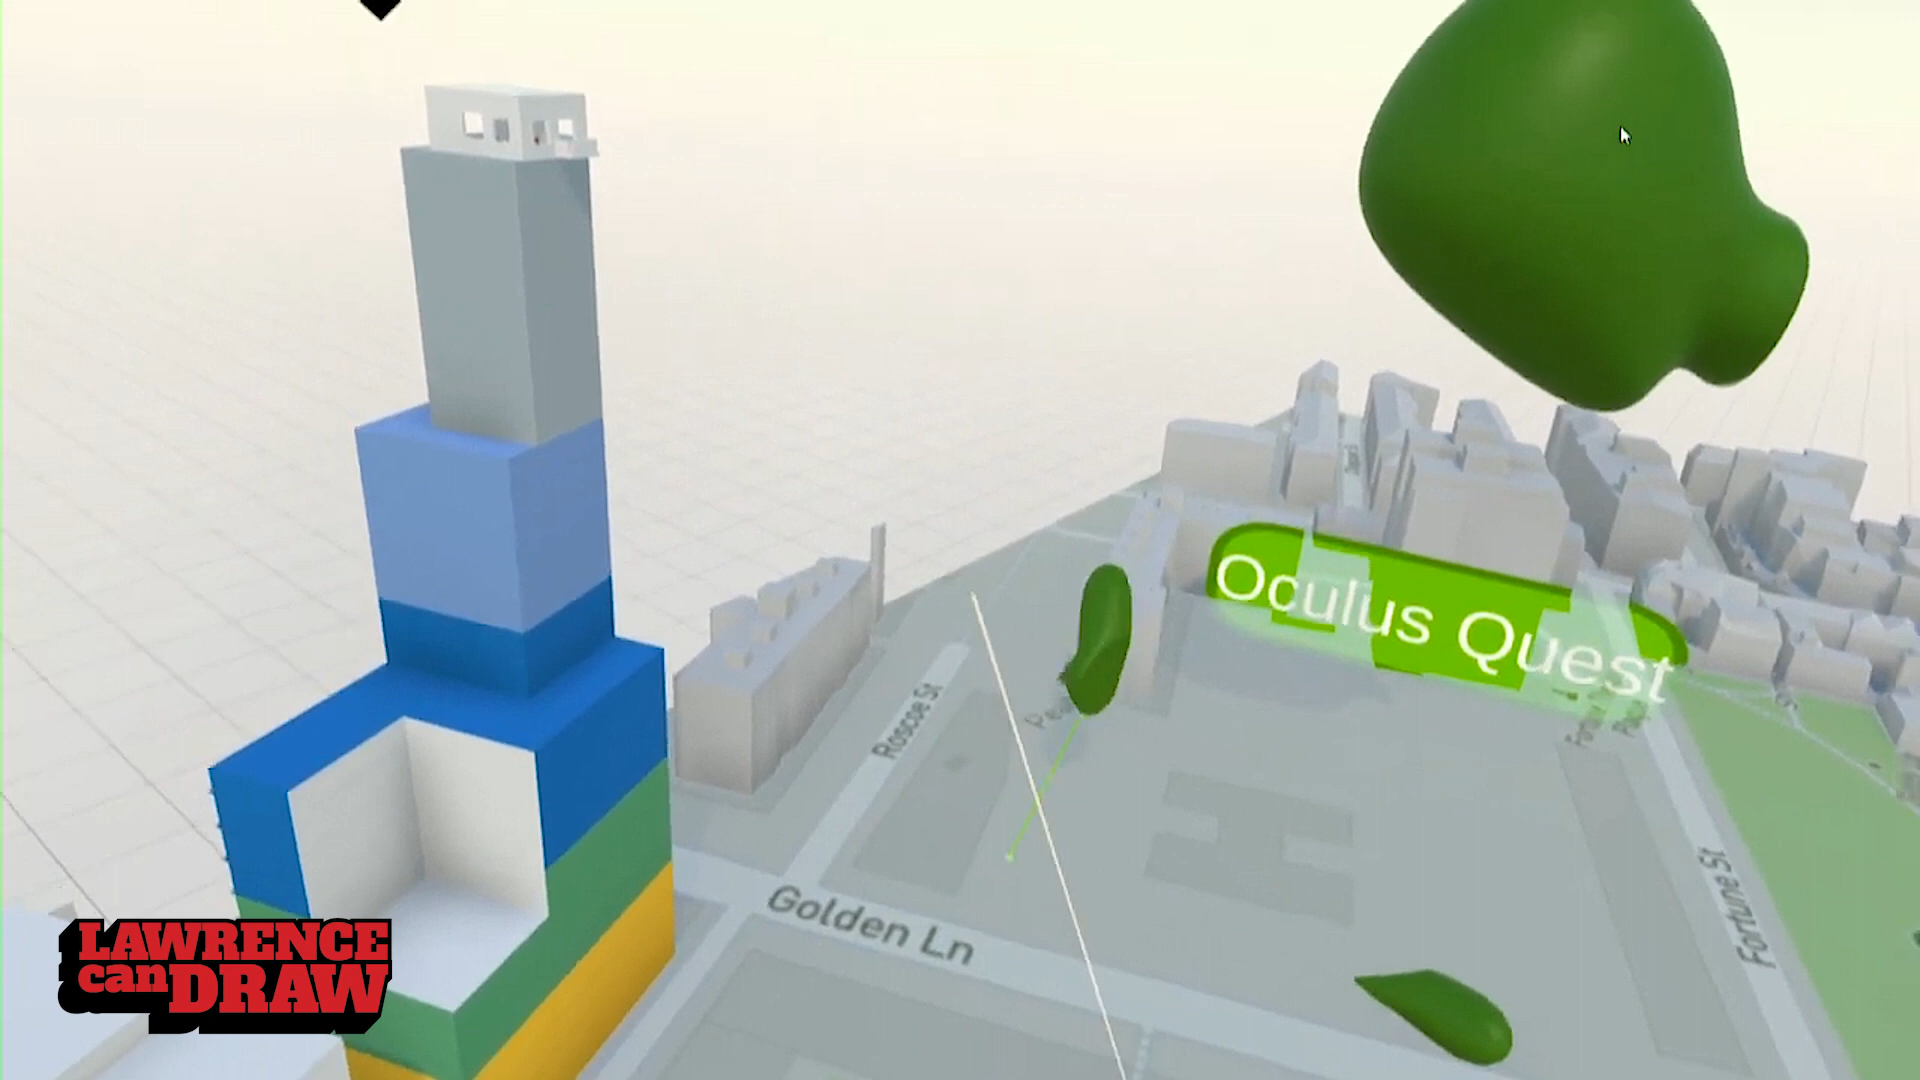 Oculus Quest
Roscoe St
Golden Ln
Fortune St
LAWRENCE
can DRAW